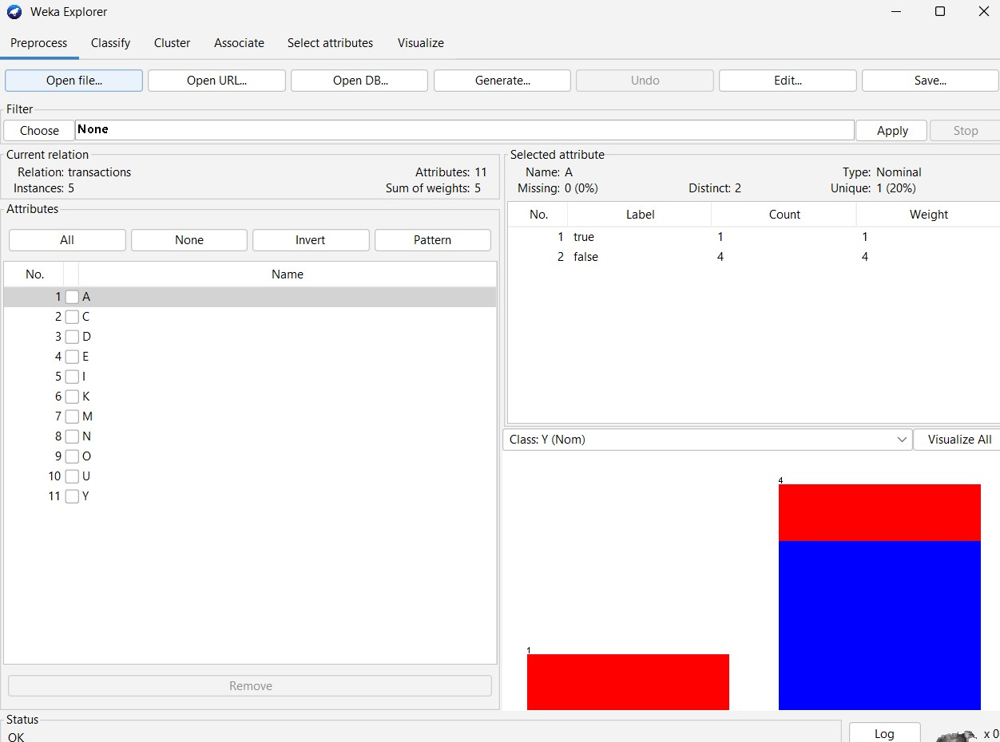 Weka Explorer
Preprocess Classify Cluster Associate Select attributes Visualize
Open file... Open URL... Open DB... Generate... Undo Edit... Save...
Filter
Choose None Apply Stop
Current relation
Relation: transactions Attributes: 11
Instances: 5 Sum of weights: 5
Attributes
All None Invert Pattern
No. Name
1 A
2 C
3 D
4 E
5 I
6 K
7 M
8 N
9 O
10 U
11 Y
Remove
Selected attribute
Name: A Type: Nominal
Missing: 0 (0%) Distinct: 2 Unique: 1 (20%)
No. Label Count Weight
1 true 1 1
2 false 4 4
Class: Y (Nom) Visualize All
1
4
Status
OK
Log x 0